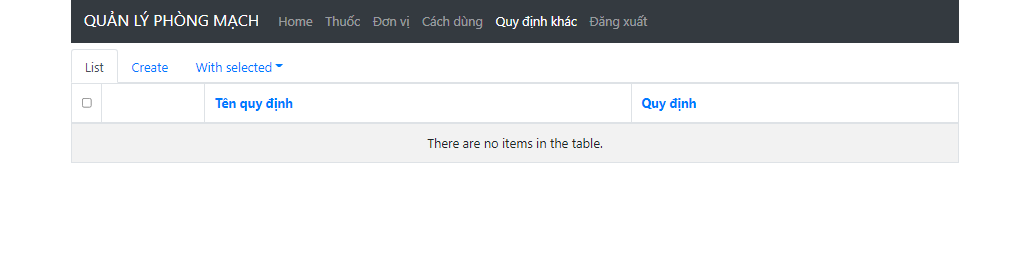 QUẢN LÝ PHÒNG MẠCH Home Thuốc Đơn vị Cách dùng Quy định khác Đăng xuất
List Create With selected
Tên quy định Quy định
There are no items in the table.